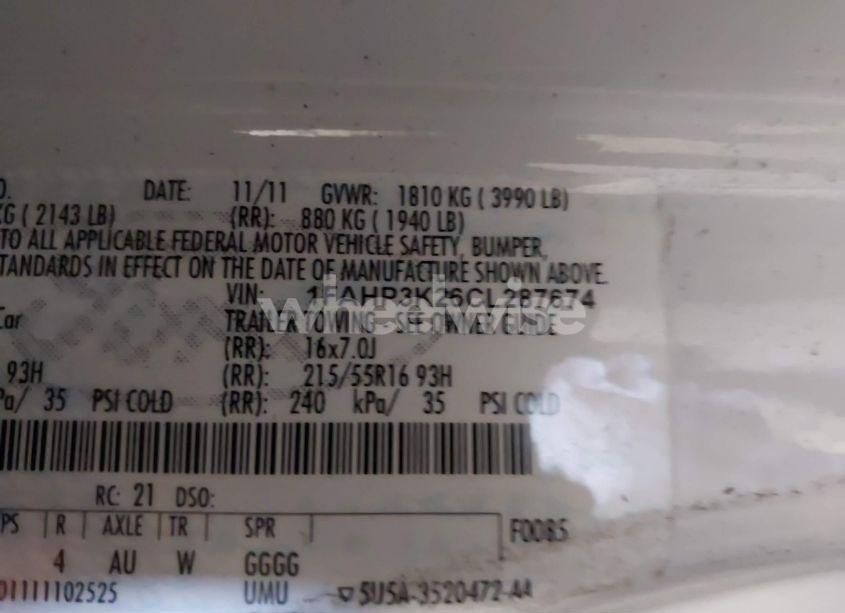 O. DATE: 11/11 GVWR: 1810 KG ( 3990 LB)
KG ( 2143 LB) (RR): 880 KG ( 1940 LB)
TO ALL APPLICABLE FEDERAL MOTOR VEHICLE SAFETY, BUMPER,
STANDARDS IN EFFECT ON THE DATE OF MANUFACTURE SHOWN ABOVE.
VIN: 1FAHP3K26CL287674
wheelwise
Car TRAILER TOWING - SEE OWNER GUIDE
(RR): 16x7.0J
93H (RR): 215/55R16 93H
Pa/ 35 PSI COLD (RR): 240 kPa/ 35 PSI COLD
RC: 21 DSO:
PS R AXLE TR SPR F0085
4 AU W GGGG
01111102525 UMU 5U5A-3520472-AA